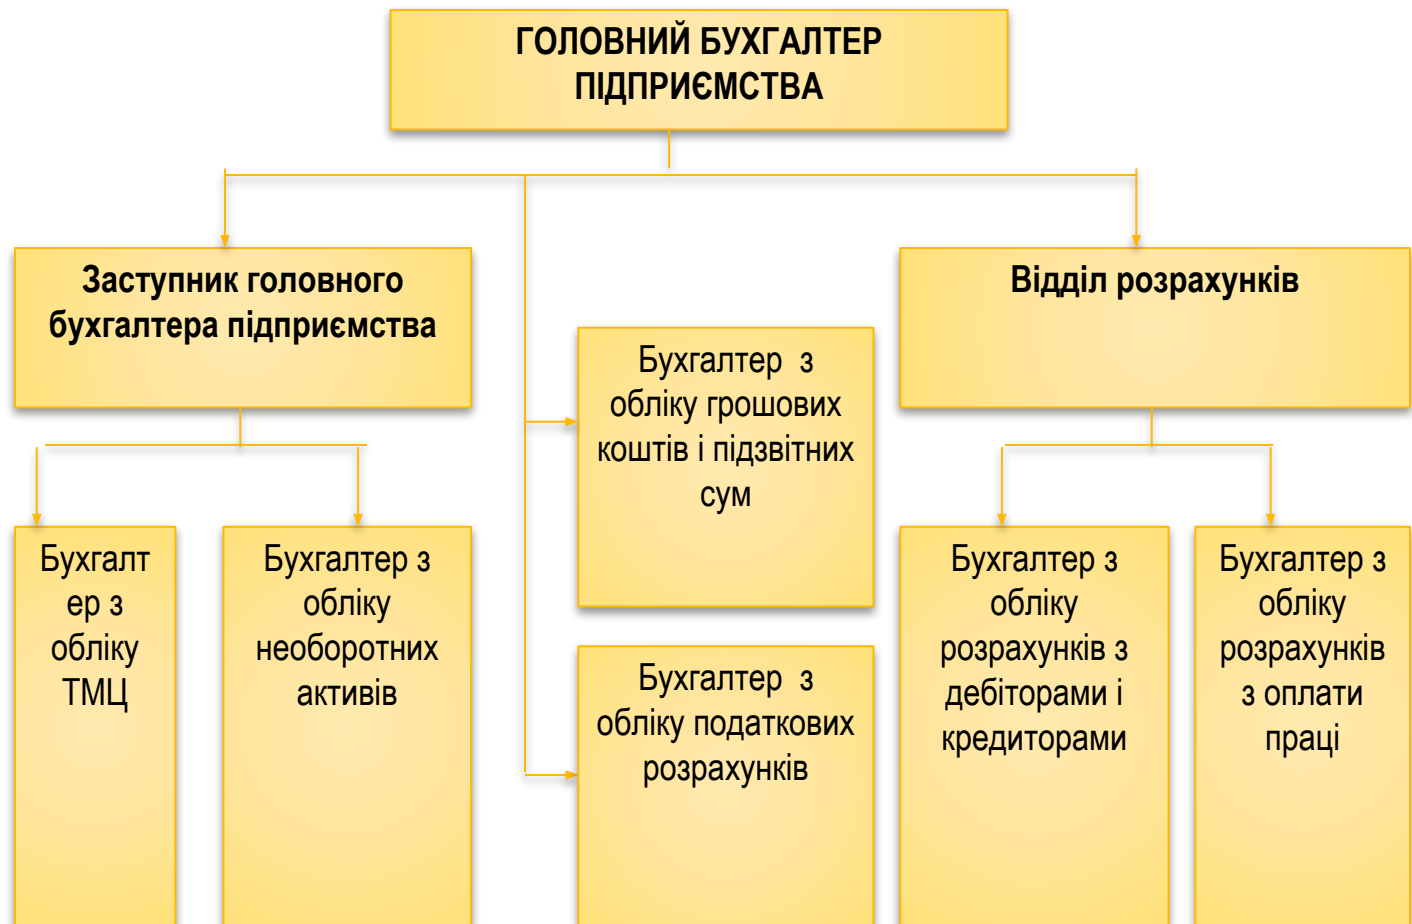 ГОЛОВНИЙ БУХГАЛТЕР
ПІДПРИЄМСТВА
Заступник головного
бухгалтера підприємства
Відділ розрахунків
Бухгалтер з
обліку грошових
коштів і підзвітних
сум
Бухгалт
ер з
обліку
ТМЦ
Бухгалтер з
обліку
необоротних
активів
Бухгалтер з
обліку податкових
розрахунків
Бухгалтер з
обліку
розрахунків з
дебіторами і
кредиторами
Бухгалтер з
обліку
розрахунків
з оплати
праці